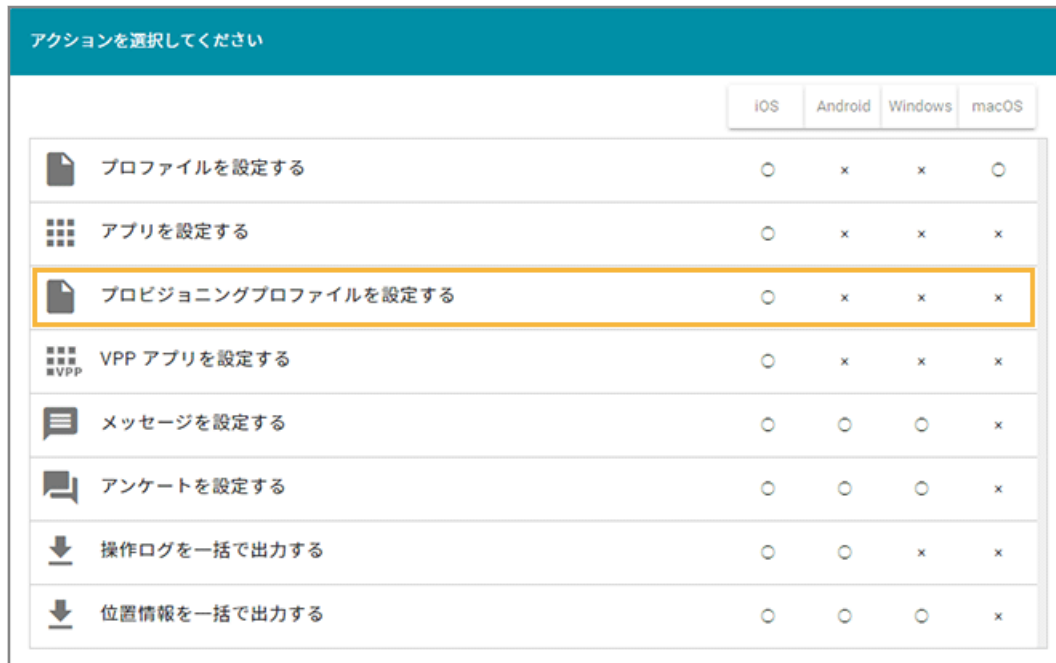 アクションを選択してください
iOS Android Windows macOS
プロファイルを設定する ○ × × ○
アプリを設定する ○ × × ×
プロビジョニングプロファイルを設定する ○ × × ×
VPP
VPP アプリを設定する ○ × × ×
メッセージを設定する ○ ○ ○ ×
アンケートを設定する ○ ○ ○ ×
操作ログを一括で出力する ○ ○ × ×
位置情報を一括で出力する ○ ○ ○ ×